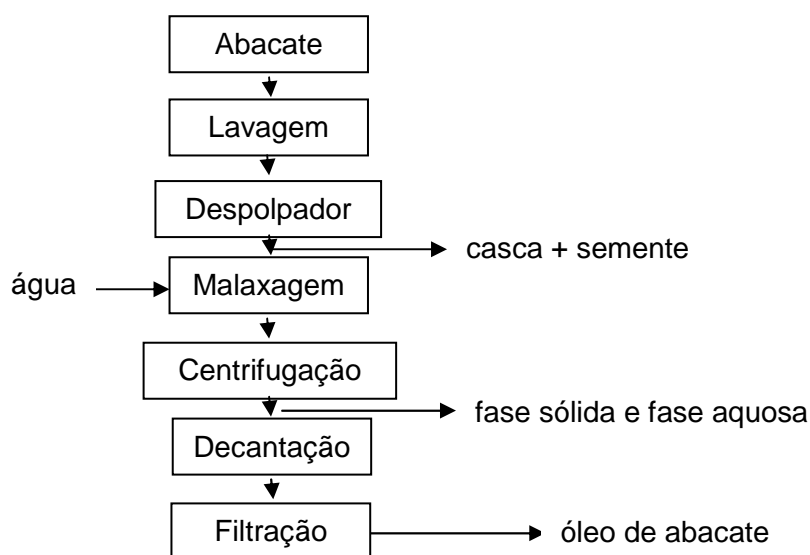 Abacate
Lavagem
Despolpador
casca + semente
água
Malaxagem
Centrifugação
fase sólida e fase aquosa
Decantação
Filtração
óleo de abacate